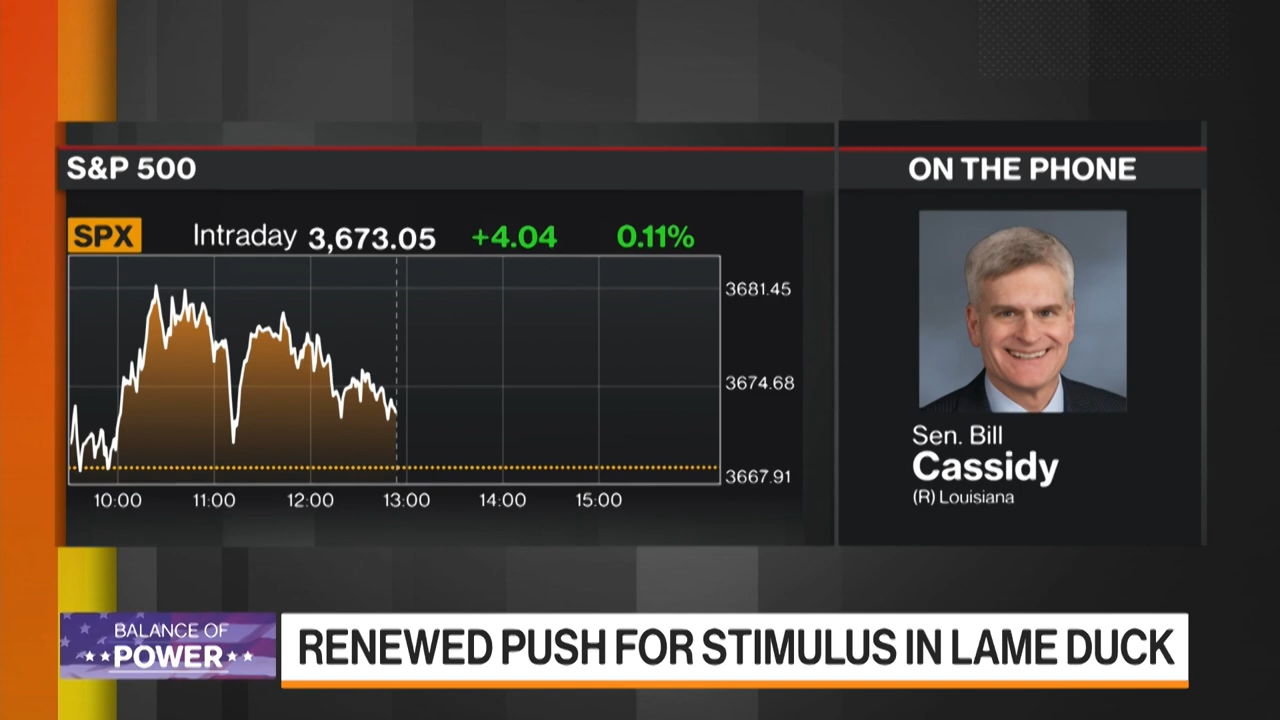 S&P 500
SPX Intraday 3,673.05 +4.04 0.11%
3681.45
3674.68
3667.91
10:00 11:00 12:00 13:00 14:00 15:00
ON THE PHONE
Sen. Bill
Cassidy
(R) Louisiana
BALANCE OF
POWER
RENEWED PUSH FOR STIMULUS IN LAME DUCK